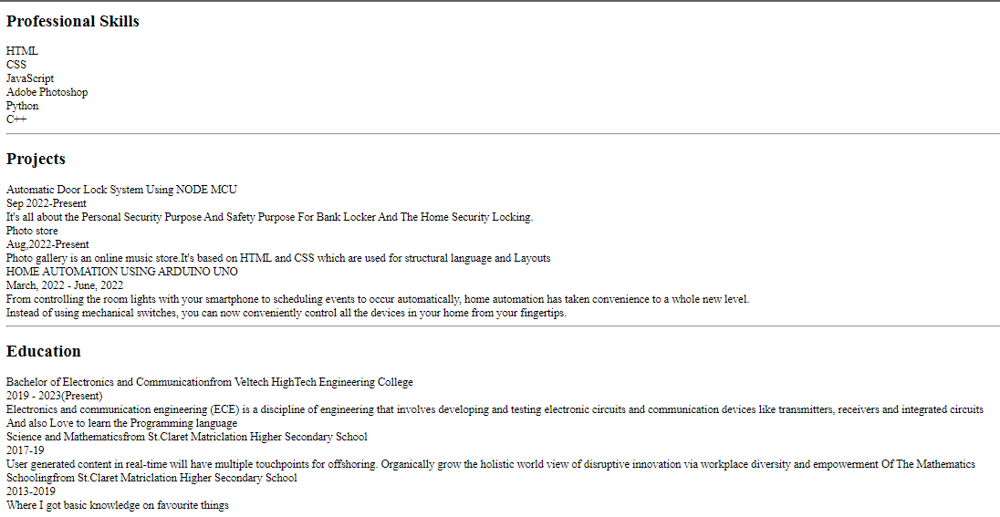 Professional Skills
HTML
CSS
JavaScript
Adobe Photoshop
Python
C++
Projects
Automatic Door Lock System Using NODE MCU
Sep 2022-Present
It's all about the Personal Security Purpose And Safety Purpose For Bank Locker And The Home Security Locking.
Photo store
Aug,2022-Present
Photo gallery is an online music store.It's based on HTML and CSS which are used for structural language and Layouts
HOME AUTOMATION USING ARDUINO UNO
March, 2022 - June, 2022
From controlling the room lights with your smartphone to scheduling events to occur automatically, home automation has taken convenience to a whole new level.
Instead of using mechanical switches, you can now conveniently control all the devices in your home from your fingertips.
Education
Bachelor of Electronics and Communicationfrom Veltech HighTech Engineering College
2019 - 2023(Present)
Electronics and communication engineering (ECE) is a discipline of engineering that involves developing and testing electronic circuits and communication devices like transmitters, receivers and integrated circuits
And also Love to learn the Programming language
Science and Mathematicsfrom St.Claret Matriclation Higher Secondary School
2017-19
User generated content in real-time will have multiple touchpoints for offshoring. Organically grow the holistic world view of disruptive innovation via workplace diversity and empowerment Of The Mathematics
Schoolingfrom St.Claret Matriclation Higher Secondary School
2013-2019
Where I got basic knowledge on favourite things